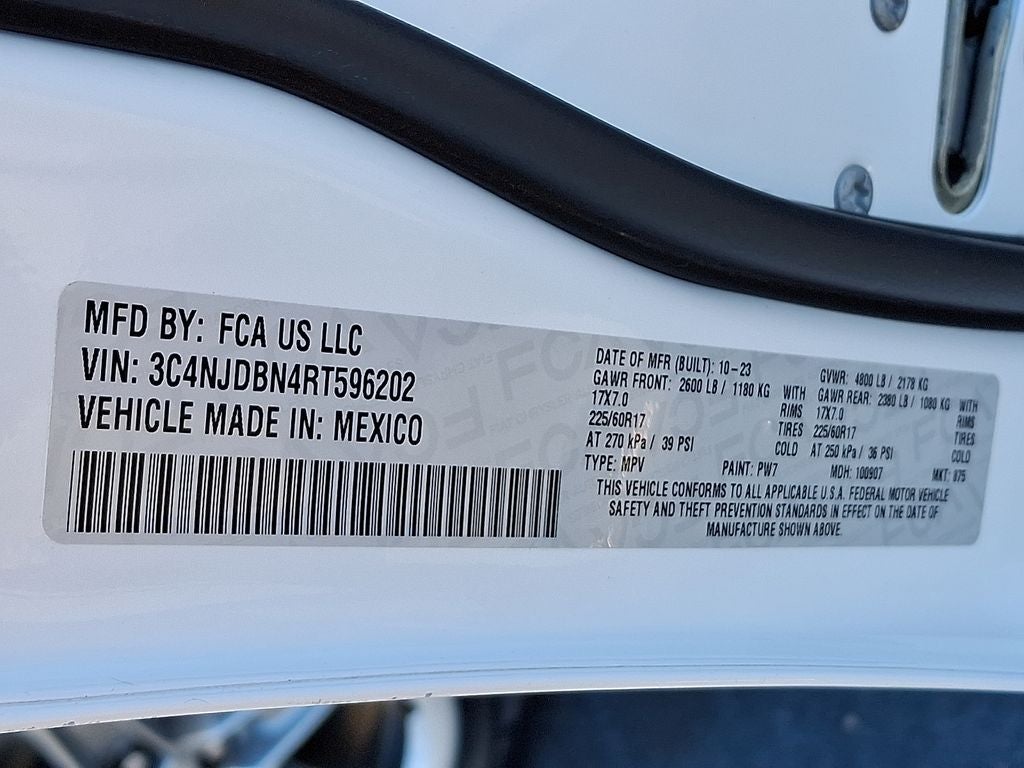 MFD BY: FCA US LLC
VIN: 3C4NJDBN4RT596202
VEHICLE MADE IN: MEXICO
DATE OF MFR (BUILT): 10-23 GVWR: 4800 LB / 2178 KG
GAWR FRONT: 2600 LB / 1180 KG WITH GAWR REAR: 2380 LB / 1080 KG WITH
17X7.0 RIMS 17X7.0 RIMS
225/60R17 TIRES 225/60R17 TIRES
AT 270 kPa / 39 PSI COLD AT 250 kPa / 36 PSI COLD
TYPE: MPV PAINT: PW7 MDH: 100907 MKT: 875
THIS VEHICLE CONFORMS TO ALL APPLICABLE U.S.A. FEDERAL MOTOR VEHICLE
SAFETY AND THEFT PREVENTION STANDARDS IN EFFECT ON THE DATE OF
MANUFACTURE SHOWN ABOVE.